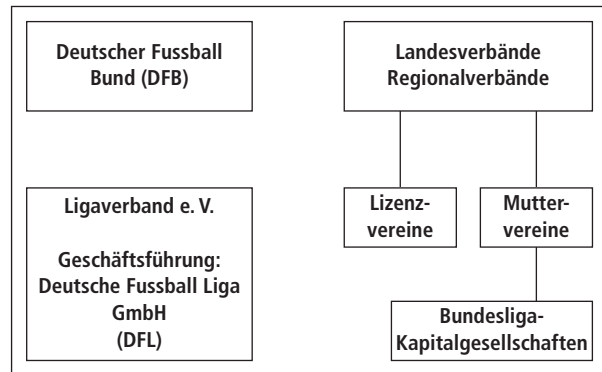 Deutscher Fussball
Bund (DFB)
Landesverbände
Regionalverbände
Ligaverband e. V.
Geschäftsführung:
Deutsche Fussball Liga
GmbH
(DFL)
Lizenz-
vereine
Mutter-
vereine
Bundesliga-
Kapitalgesellschaften